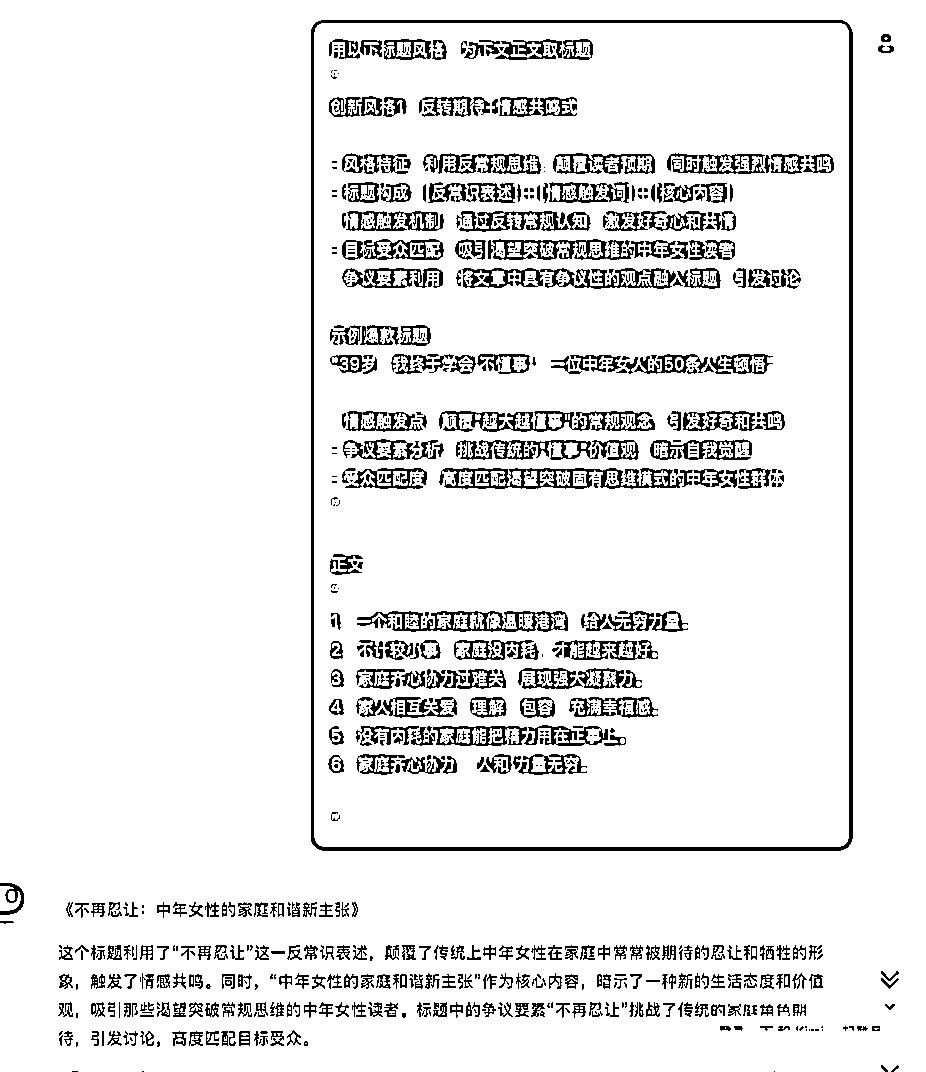 用以下标题风格 为下文正文取标题
创新风格1 反转期待+情感共鸣式
- 风格特征 利用反常规思维,颠覆读者预期 同时触发强烈情感共鸣
- 标题构成 [反常识表述]+[情感触发词]+[核心内容]
情感触发机制 通过反转常规认知 激发好奇心和共情
- 目标受众匹配 吸引渴望突破常规思维的中年女性读者
争议要素利用 将文章中具有争议性的观点融入标题 引发讨论
示例爆款标题
"39岁 我终于学会"不懂事" 一位中年女人的50条人生顿悟"
情感触发点 颠覆"越大越懂事"的常规观念 引发好奇和共鸣
- 争议要素分析 挑战传统的"懂事"价值观 暗示自我觉醒
- 受众匹配度 高度匹配渴望突破固有思维模式的中年女性群体
正文
1 一个和睦的家庭就像温暖港湾 给人无穷力量。
2 不计较小事 家庭没内耗,才能越来越好。
3 家庭齐心协力过难关 展现强大凝聚力。
4 家人相互关爱 理解 包容 充满幸福感。
5 没有内耗的家庭能把精力用在正事上。
6 家庭齐心协力 人和力量无穷。
《不再忍让:中年女性的家庭和谐新主张》
这个标题利用了“不再忍让”这一反常识表述,颠覆了传统上中年女性在家庭中常常被期待的忍让和牺牲的形
象,触发了情感共鸣。同时,“中年女性的家庭和谐新主张”作为核心内容,暗示了一种新的生活态度和价值
观,吸引那些渴望突破常规思维的中年女性读者。标题中的争议要素“不再忍让”挑战了传统的家庭角色期
待,引发讨论,高度匹配目标受众。